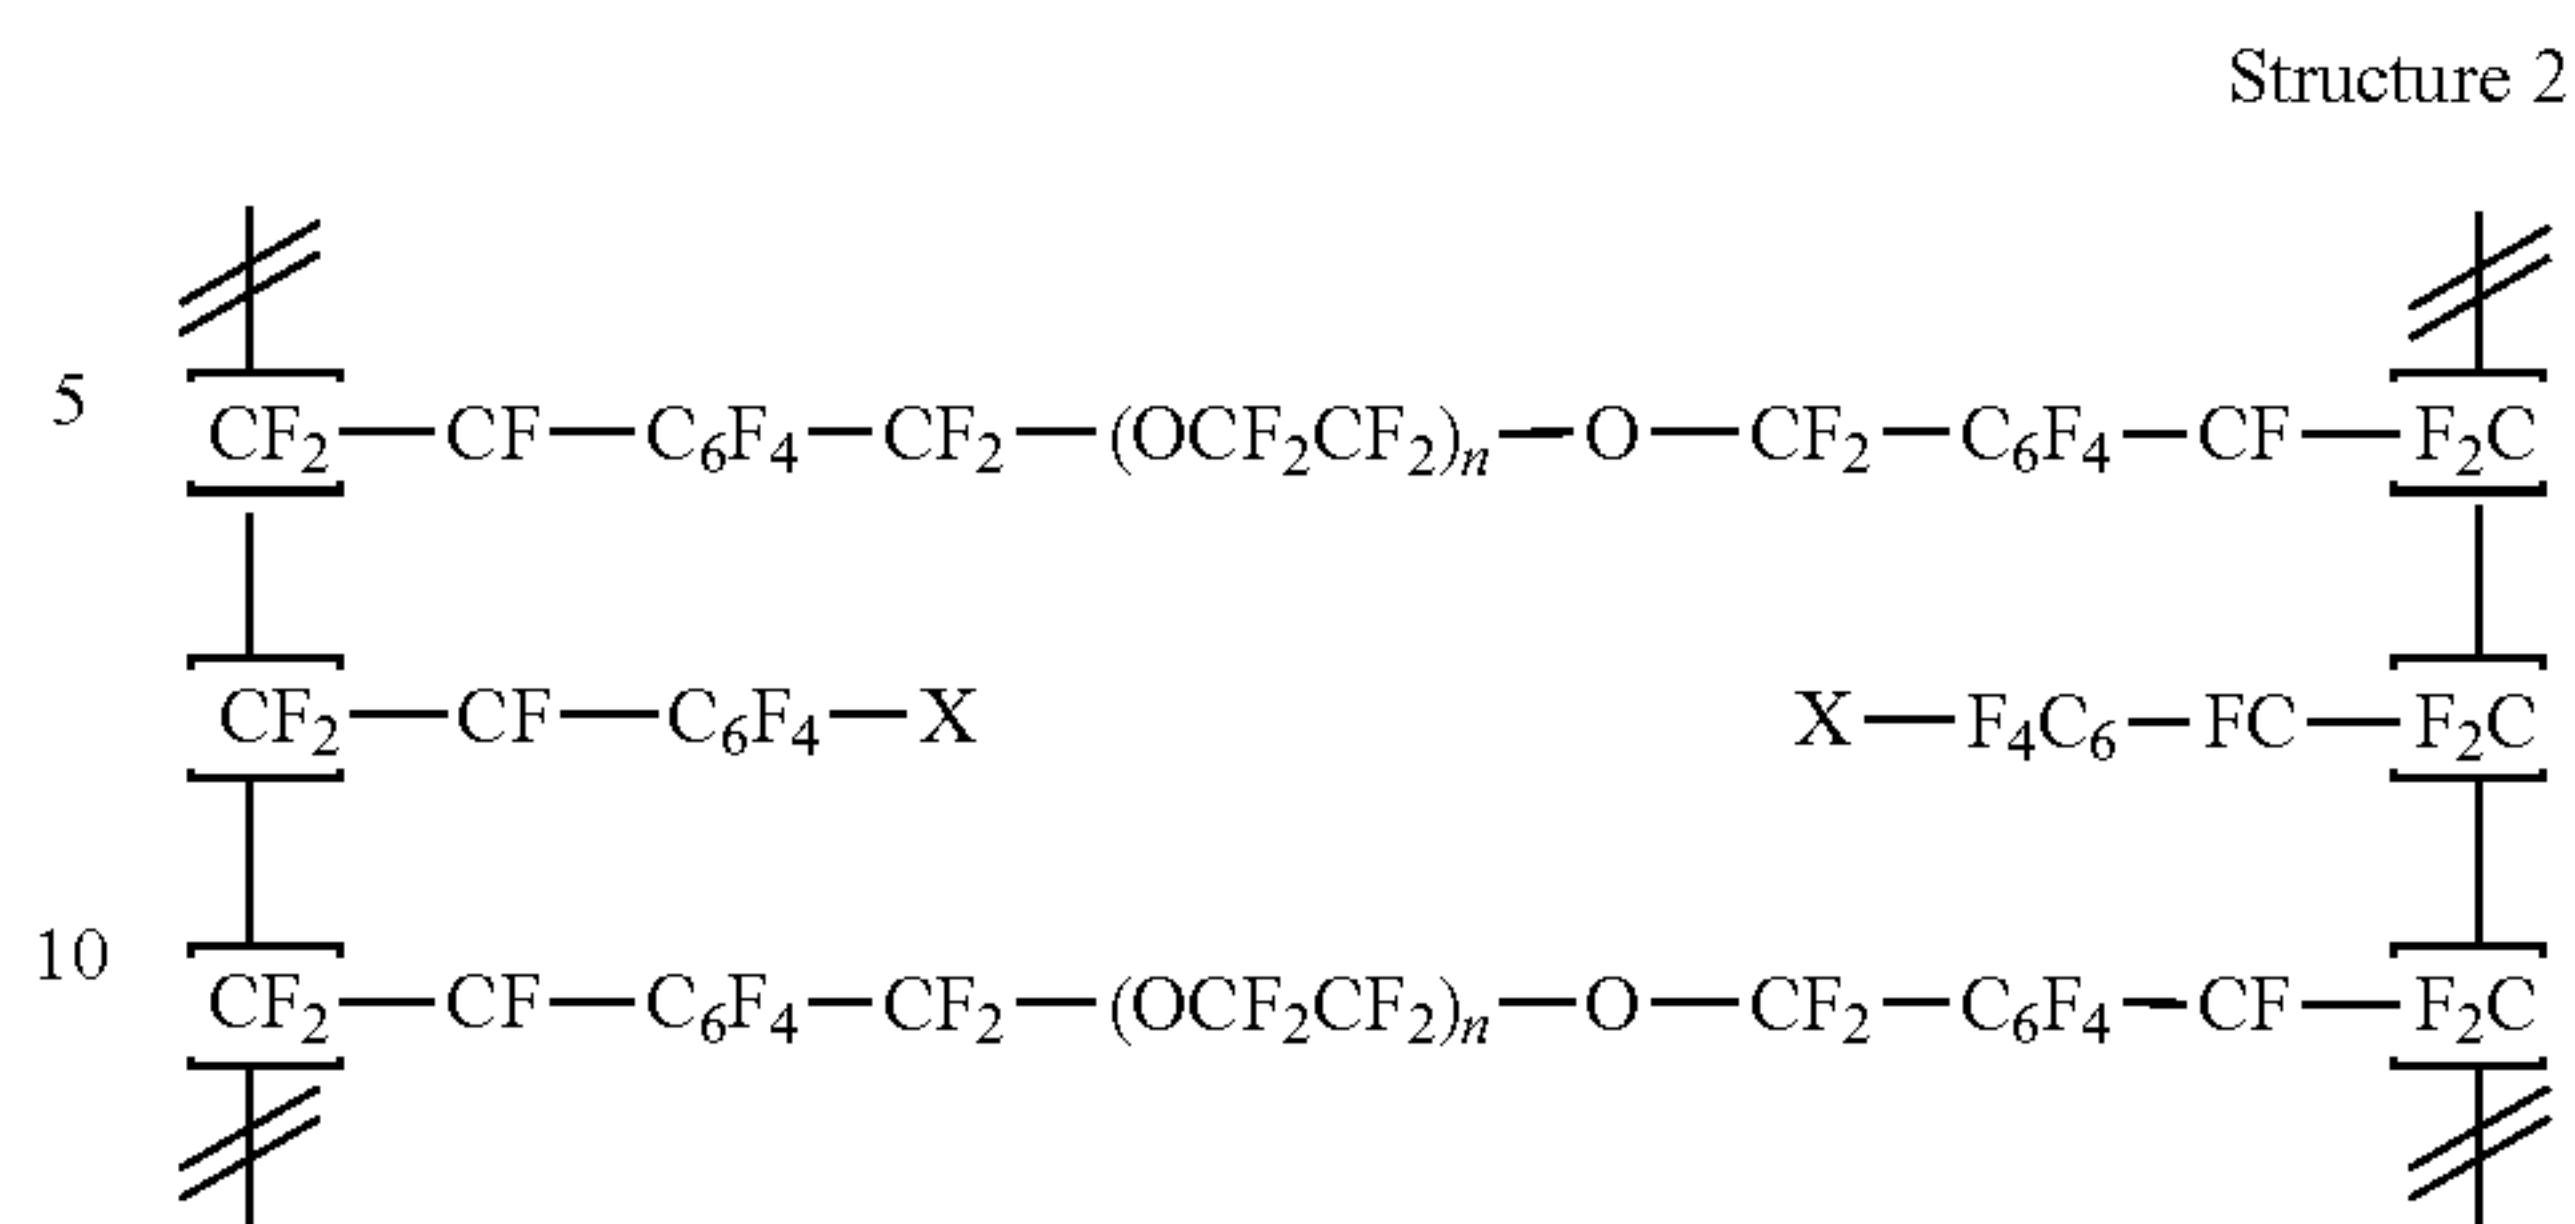 Structure 2
5 CF₂—CF—C₆F₄—CF₂—(OCF₂CF₂)ₙ—O—CF₂—C₆F₄—CF—F₂C
CF₂—CF—C₆F₄—X X—F₄C₆—FC—F₂C
10 CF₂—CF—C₆F₄—CF₂—(OCF₂CF₂)ₙ—O—CF₂—C₆F₄—CF—F₂C